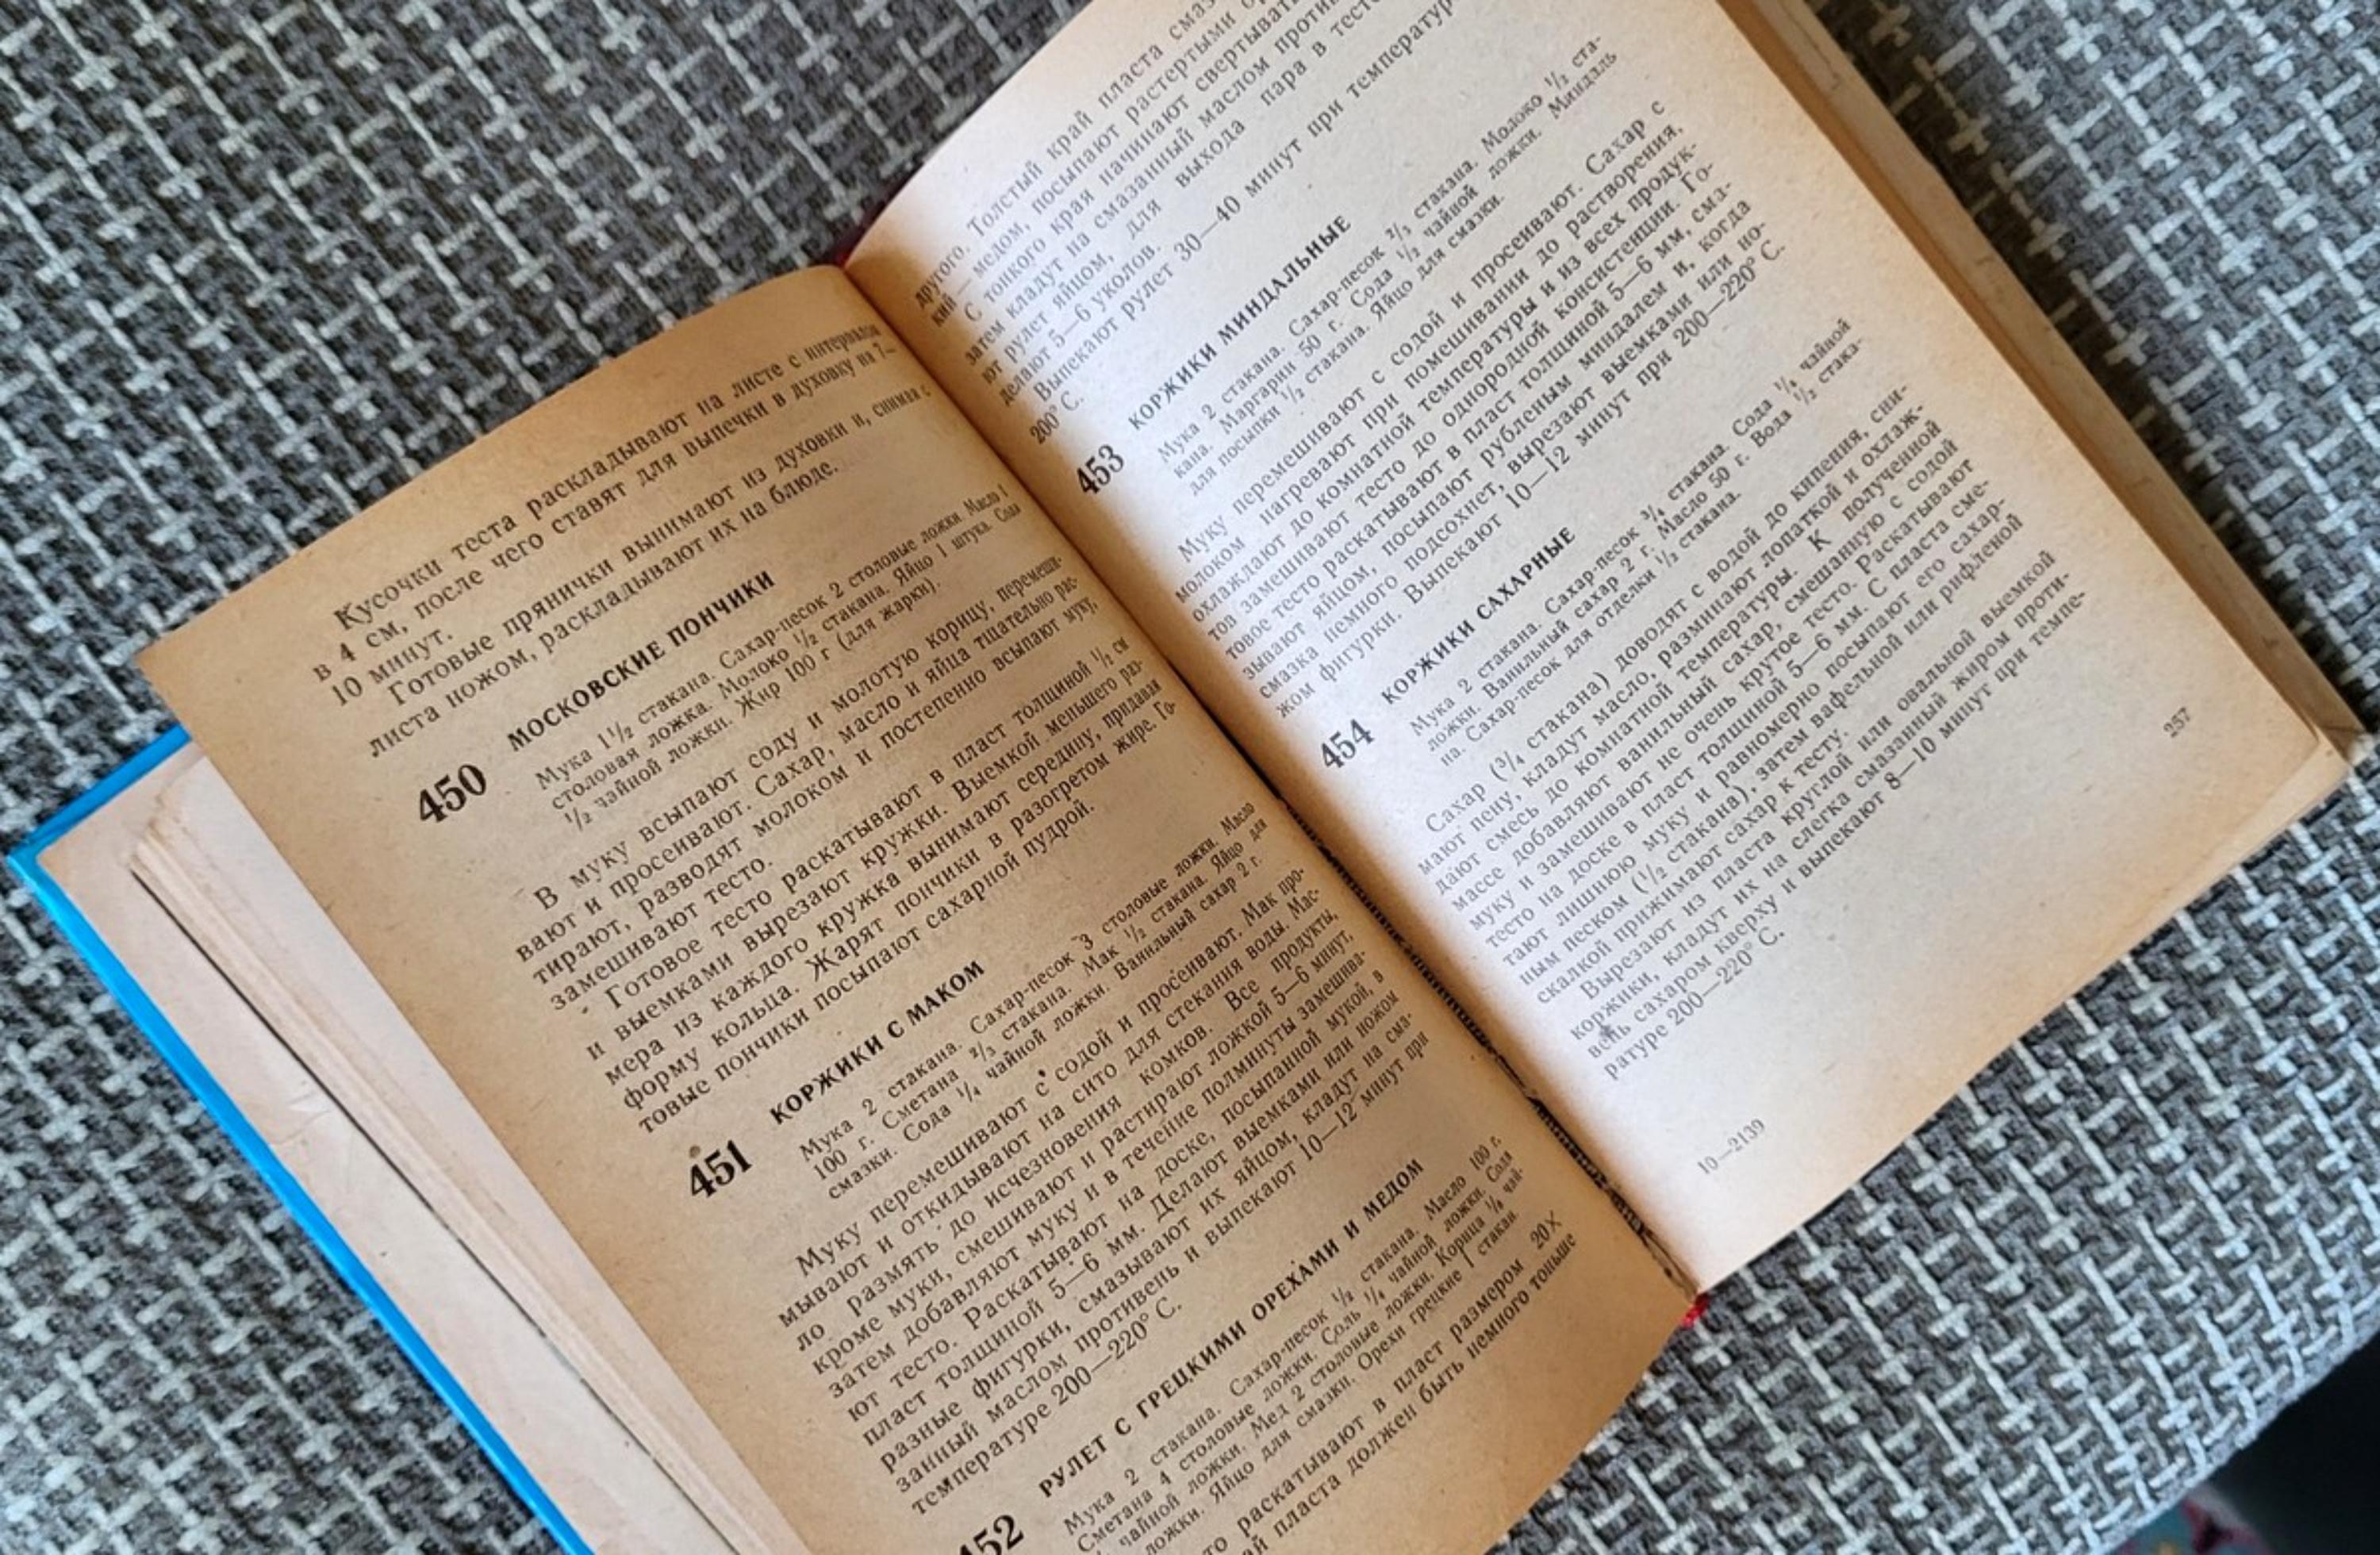 Кусочки теста раскладывают на листе с интервалом
в 4 см, после чего ставят для выпечки в духовку на 7—
10 минут.
Готовые прянички вынимают из духовки и, снимая с
листа ножом, раскладывают их на блюде.
450
МОСКОВСКИЕ ПОНЧИКИ
Мука 1½ стакана. Сахар-песок 2 столовые ложки Масло 1
столовая ложка. Молоко ½ стакана. Яйцо 1 штука. Сода
½ чайной ложки. Жир 100 г (для жарки).
В муку всыпают соду и молотую корицу, перемеши-
вают и просеивают. Сахар, масло и яйца тщательно рас-
тирают, разводят молоком и постепенно всыпают муку,
замешивают тесто.
Готовое тесто раскатывают в пласт толщиной ½ см
и выемками вырезают кружки. Выемкой меньшего раз-
мера из каждого кружка вынимают середину, придавая
форму кольца. Жарят пончики в разогретом жире. Го-
товые пончики посыпают сахарной пудрой.
451
КОРЖИКИ С МАКОМ
Мука 2 стакана. Сахар-песок 3 столовые ложки. Масло
100 г. Сметана ⅔ стакана. Мак ½ стакана. Яйцо для
смазки. Сода ¼ чайной ложки. Ванильный сахар 2 г.
Муку перемешивают с содой и просеивают. Мак про-
мывают и откидывают на сито для стекания воды. Мас-
ло размять до исчезновения комков. Все продукты,
кроме муки, смешивают и растирают ложкой 5—6 минут,
затем добавляют муку и в течение полминуты замешива-
ют тесто. Раскатывают на доске, посыпанной мукой, в
пласт толщиной 5—6 мм. Делают выемками или ножом
разные фигурки, смазывают их яйцом, кладут на сма-
занный маслом противень и выпекают 10—12 минут при
температуре 200—220° С.
452
РУЛЕТ С ГРЕЦКИМИ ОРЕХАМИ И МЕДОМ
Мука 2 стакана. Сахар-песок ½ стакана. Масло 100 г.
Сметана 4 столовые ложки. Соль ¼ чайной ложки. Сода
чайной ложки. Мед 2 столовые ложки. Корица ¼ чай-
ложки. Яйцо для смазки. Орехи грецкие 1 стакан.
раскатывают в пласт размером 20×
пласта должен быть немного тоньше
другого. Толстый край пласта
кий — медом, посыпают растертыми
С тонкого края начинают свертывать
затем кладут на смазанный маслом
ют рулет яйцом, для выхода пара в
делают 5—6 уколов.
Выпекают рулет 30—40 минут при
200° С.
453
КОРЖИКИ МИНДАЛЬНЫЕ
Мука 2 стакана. Сахар-песок ⅔ стакана. Молоко ½ ста-
кана. Маргарин 50 г. Сода ½ чайной ложки. Миндаль
для посыпки ½ стакана. Яйцо для смазки.
Муку перемешивают с содой и просеивают. Сахар с
молоком нагревают при помешивании до растворения,
охлаждают до комнатной температуры и из всех продук-
тов замешивают тесто до однородной консистенции. Го-
товое тесто раскатывают в пласт толщиной 5—6 мм, сма-
зывают яйцом, посыпают рубленым миндалем и, когда
смазка немного подсохнет, вырезают выемками или но-
жом фигурки. Выпекают 10—12 минут при 200—220° С.
454
КОРЖИКИ САХАРНЫЕ
Мука 2 стакана. Сахар-песок ¾ стакана. Сода ¼ чайной
ложки. Ванильный сахар 2 г. Масло 50 г. Вода ½ стака-
на. Сахар-песок для отделки ½ стакана.
Сахар (¾ стакана) доводят с водой до кипения, сни-
мают пену, кладут масло, разминают лопаткой и охлаж-
дают смесь до комнатной температуры. К полученной
массе добавляют ванильный сахар, смешанную с содой
муку и замешивают не очень крутое тесто. Раскатывают
тесто на доске в пласт толщиной 5—6 мм. С пласта сме-
тают лишнюю муку и равномерно посыпают его сахар-
ным песком (½ стакана), затем вафельной или рифленой
скалкой прижимают сахар к тесту.
Вырезают из пласта круглой или овальной выемкой
коржики, кладут их на слегка смазанный жиром проти-
вень сахаром кверху и выпекают 8—10 минут при темпе-
ратуре 200—220° С.
10—2139
257